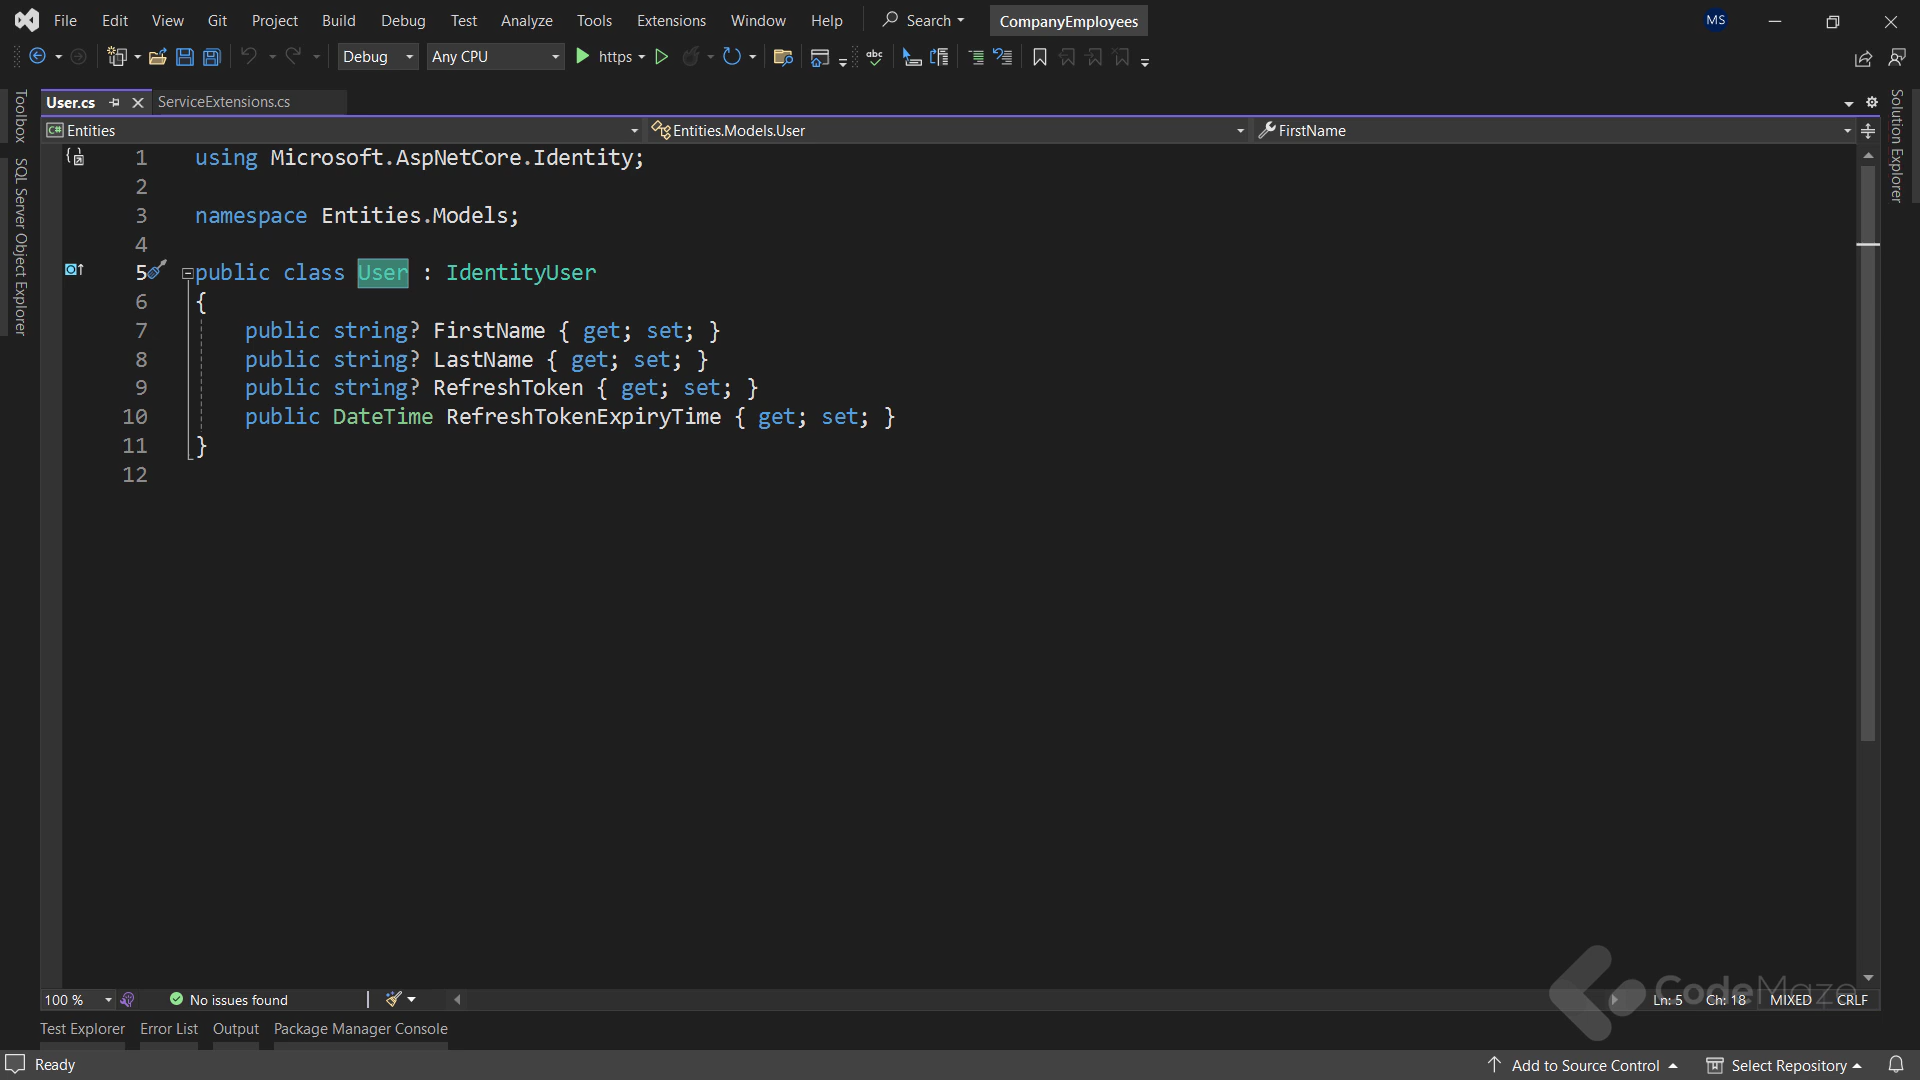 File Edit View Git Project Build Debug Test Analyze Tools Extensions Window Help Search CompanyEmployees MS
Debug Any CPU https abc
User.cs ServiceExtensions.cs
C# Entities Entities.Models.User FirstName
Toolbox
SQL Server Object Explorer
Solution Explorer
1 using Microsoft.AspNetCore.Identity;
2
3 namespace Entities.Models;
4
5 public class User : IdentityUser
6 {
7 public string? FirstName { get; set; }
8 public string? LastName { get; set; }
9 public string? RefreshToken { get; set; }
10 public DateTime RefreshTokenExpiryTime { get; set; }
11 }
12
CodeMaze
100 % No issues found Ln: 5 Ch: 18 MIXED CRLF
Test Explorer Error List Output Package Manager Console
Ready Add to Source Control Select Repository